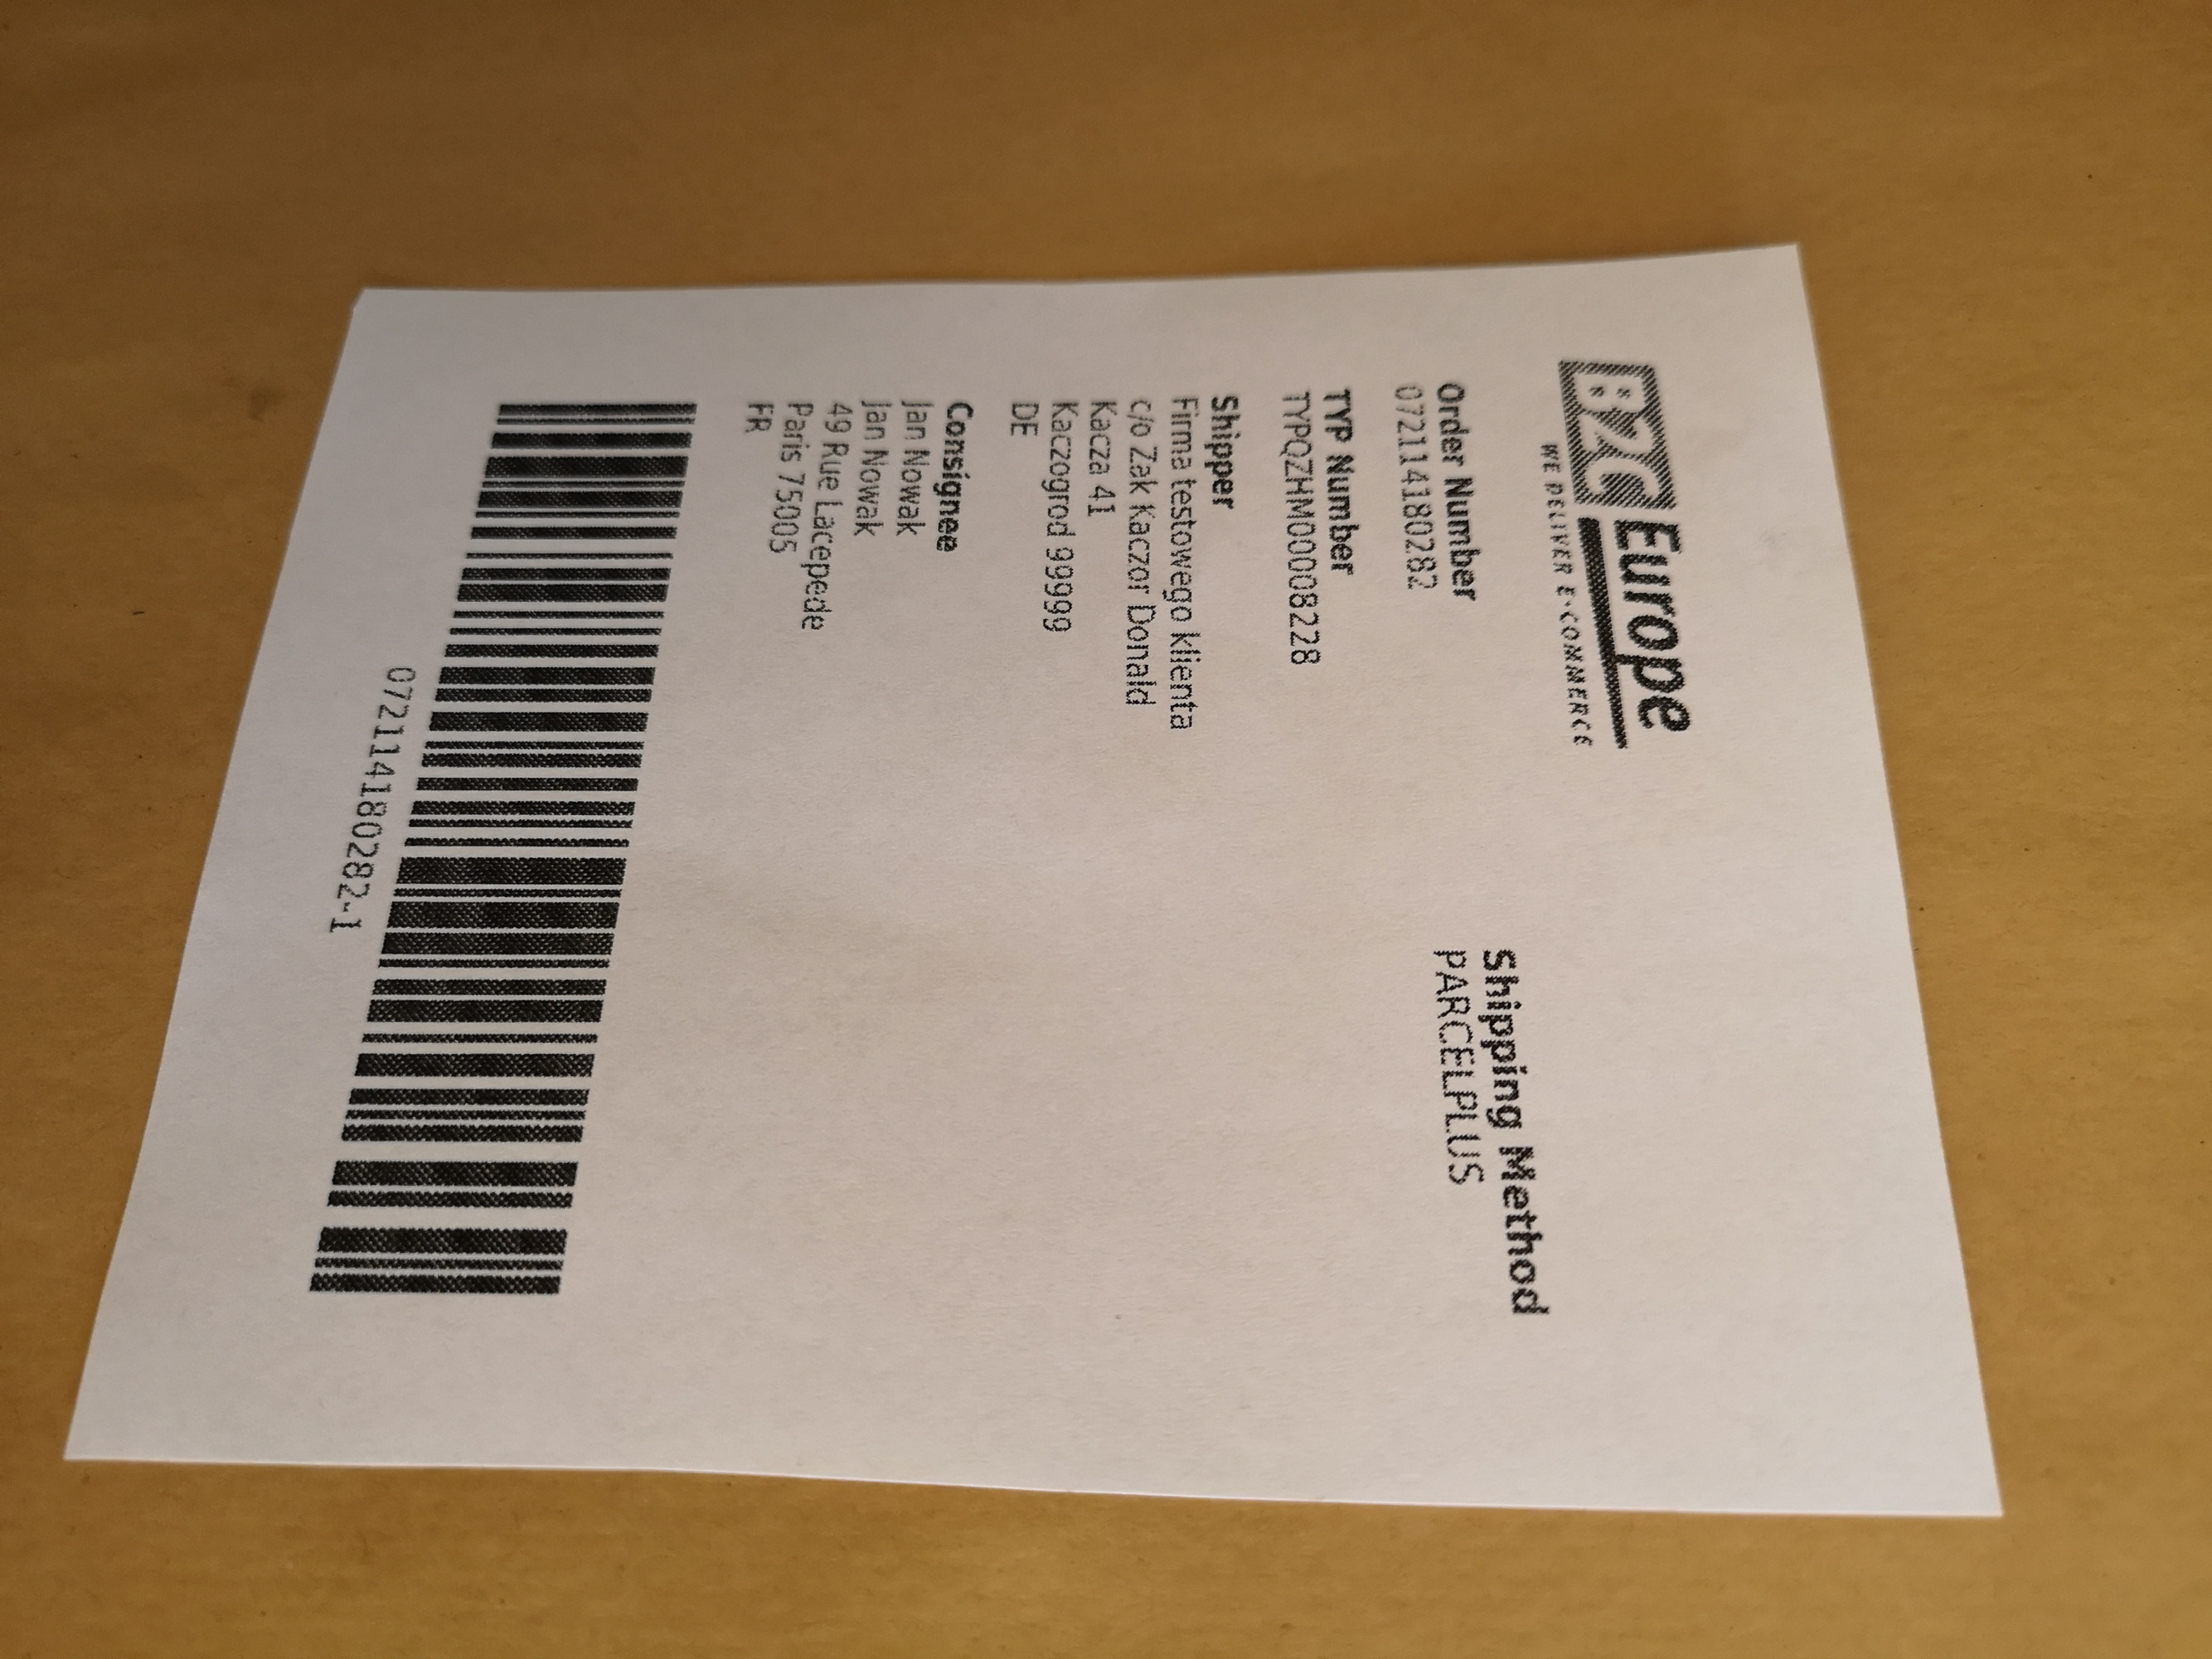 B2C Europe
WE DELIVER E-COMMERCE
Shipping Method
PARCELPLUS
Order Number
072114180282
TYP Number
TYPQZHM00008228
Shipper
Firma testowego klienta
c/o Zak Kaczor Donald
Kacza 41
Kaczogrod 99999
DE
Consignee
Jan Nowak
Jan Nowak
49 Rue Lacepede
Paris 75005
FR
072114180282-1